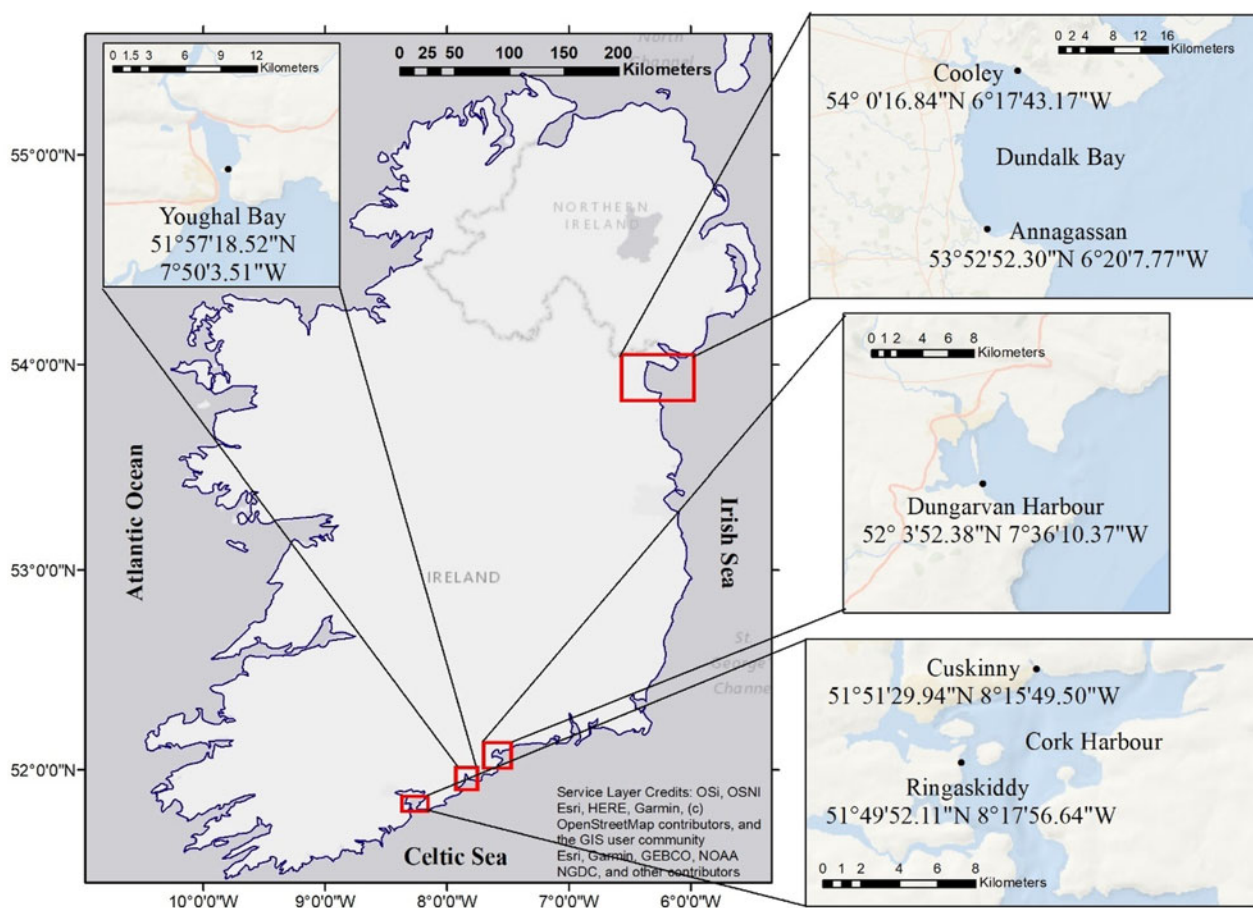 0 1.5 3 6 9 12
Kilometers
Youghal Bay
51°57'18.52"N
7°50'3.51"W
0 25 50 100 150 200
Kilometers
North
Channel
NORTHERN
IRELAND
IRELAND
St.
George
Channe
Atlantic Ocean
Irish Sea
Celtic Sea
55°0'0"N
54°0'0"N
53°0'0"N
52°0'0"N
10°0'0"W 9°0'0"W 8°0'0"W 7°0'0"W 6°0'0"W
Service Layer Credits: OSi, OSNI
Esri, HERE, Garmin, (c)
OpenStreetMap contributors, and
the GIS user community
Esri, Garmin, GEBCO, NOAA
NGDC, and other contributors
0 2 4 8 12 16
Kilometers
Cooley
54° 0'16.84"N 6°17'43.17"W
Dundalk Bay
Annagassan
53°52'52.30"N 6°20'7.77"W
0 1 2 4 6 8
Kilometers
Dungarvan Harbour
52° 3'52.38"N 7°36'10.37"W
Cuskinny
51°51'29.94"N 8°15'49.50"W
Cork Harbour
Ringaskiddy
51°49'52.11"N 8°17'56.64"W
0 1 2 4 6 8
Kilometers